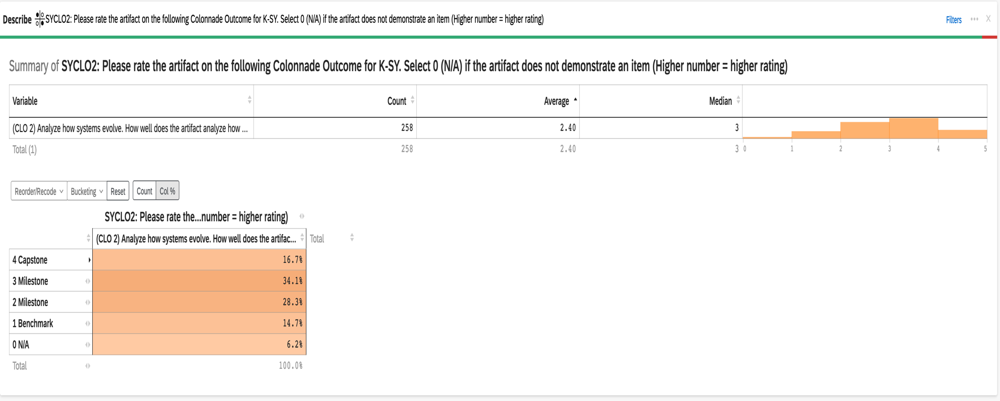 Describe SYCLO2: Please rate the artifact on the following Colonnade Outcome for K-SY. Select 0 (N/A) if the artifact does not demonstrate an item (Higher number = higher rating) Filters ••• X
Summary of SYCLO2: Please rate the artifact on the following Colonnade Outcome for K-SY. Select 0 (N/A) if the artifact does not demonstrate an item (Higher number = higher rating)
Variable Count Average Median
(CLO 2) Analyze how systems evolve. How well does the artifact analyze how ... 258 2.40 3
Total (1) 258 2.40 3 0 1 2 3 4 5
Reorder/Recode Bucketing Reset Count Col %
SYCLO2: Please rate the...number = higher rating)
(CLO 2) Analyze how systems evolve. How well does the artifac... Total
4 Capstone 16.7%
3 Milestone 34.1%
2 Milestone 28.3%
1 Benchmark 14.7%
0 N/A 6.2%
Total 100.0%